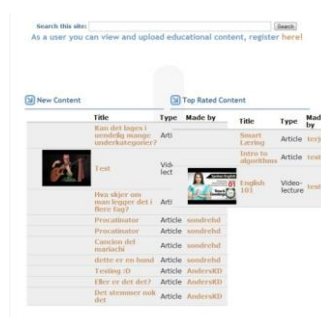 Search this site: Search
As a user you can view and upload educational content, register here!
New Content
Title Type Made by
Kan det lages i
uendelig mange
underkategorier? Arti
Test Vid
lect
Hva skjer om
man legger det i
flere fag? Arti
Procatinator Article sondrehd
Procatinator Article sondrehd
Cancion del
mariachi Article sondrehd
dette er en hund Article sondrehd
Testing :D Article AndersKD
Eller er det det? Article AndersKD
Det stemmer nok
det Article AndersKD
Top Rated Content
Title Type Mad
by
Smart
Læring Article
Intro to
algorithms Article test
English
101 Video-
lecture test